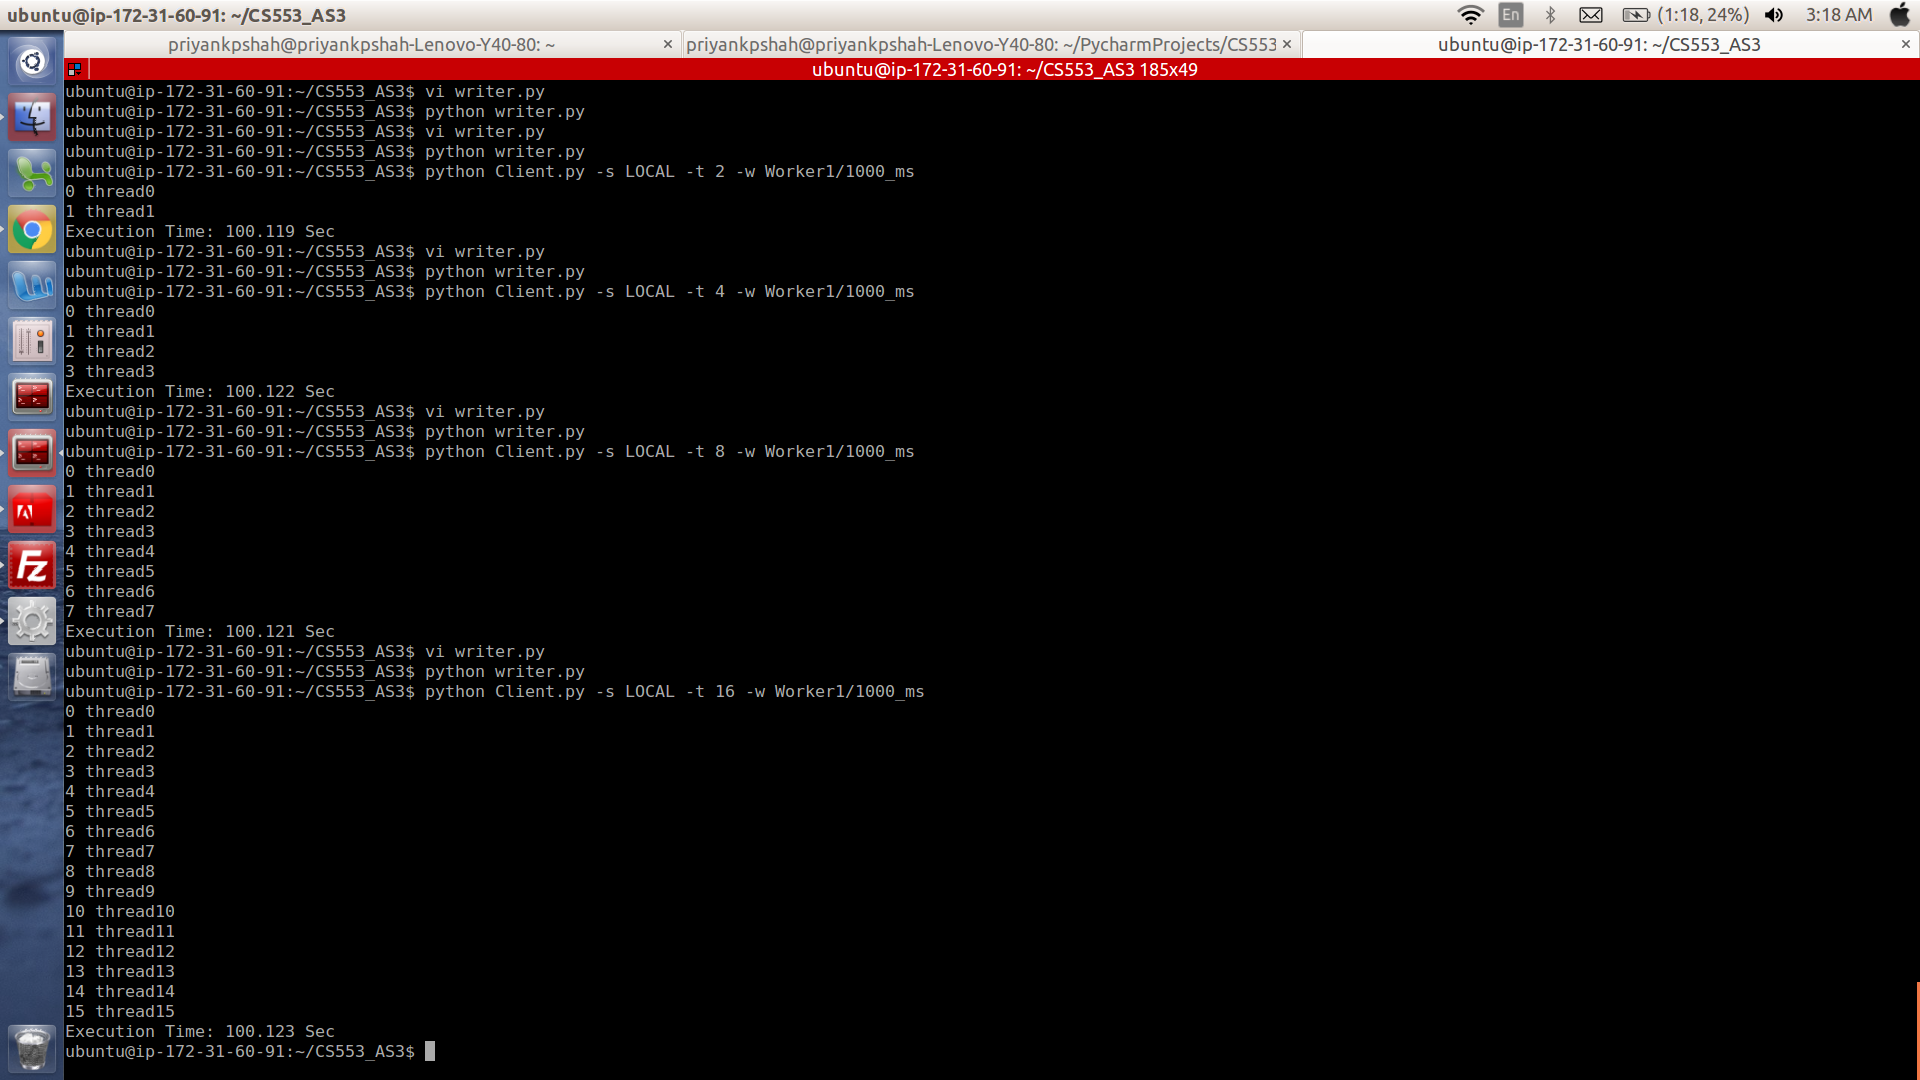 ubuntu@ip-172-31-60-91: ~/CS553_AS3
En
(1:18, 24%)
3:18 AM
priyankpshah@priyankpshah-Lenovo-Y40-80: ~ ×
priyankpshah@priyankpshah-Lenovo-Y40-80: ~/PycharmProjects/CS553 ×
ubuntu@ip-172-31-60-91: ~/CS553_AS3 ×
ubuntu@ip-172-31-60-91: ~/CS553_AS3 185x49
ubuntu@ip-172-31-60-91:~/CS553_AS3$ vi writer.py
ubuntu@ip-172-31-60-91:~/CS553_AS3$ python writer.py
ubuntu@ip-172-31-60-91:~/CS553_AS3$ vi writer.py
ubuntu@ip-172-31-60-91:~/CS553_AS3$ python writer.py
ubuntu@ip-172-31-60-91:~/CS553_AS3$ python Client.py -s LOCAL -t 2 -w Worker1/1000_ms
0 thread0
1 thread1
Execution Time: 100.119 Sec
ubuntu@ip-172-31-60-91:~/CS553_AS3$ vi writer.py
ubuntu@ip-172-31-60-91:~/CS553_AS3$ python writer.py
ubuntu@ip-172-31-60-91:~/CS553_AS3$ python Client.py -s LOCAL -t 4 -w Worker1/1000_ms
0 thread0
1 thread1
2 thread2
3 thread3
Execution Time: 100.122 Sec
ubuntu@ip-172-31-60-91:~/CS553_AS3$ vi writer.py
ubuntu@ip-172-31-60-91:~/CS553_AS3$ python writer.py
ubuntu@ip-172-31-60-91:~/CS553_AS3$ python Client.py -s LOCAL -t 8 -w Worker1/1000_ms
0 thread0
1 thread1
2 thread2
3 thread3
4 thread4
5 thread5
6 thread6
7 thread7
Execution Time: 100.121 Sec
ubuntu@ip-172-31-60-91:~/CS553_AS3$ vi writer.py
ubuntu@ip-172-31-60-91:~/CS553_AS3$ python writer.py
ubuntu@ip-172-31-60-91:~/CS553_AS3$ python Client.py -s LOCAL -t 16 -w Worker1/1000_ms
0 thread0
1 thread1
2 thread2
3 thread3
4 thread4
5 thread5
6 thread6
7 thread7
8 thread8
9 thread9
10 thread10
11 thread11
12 thread12
13 thread13
14 thread14
15 thread15
Execution Time: 100.123 Sec
ubuntu@ip-172-31-60-91:~/CS553_AS3$
Fz